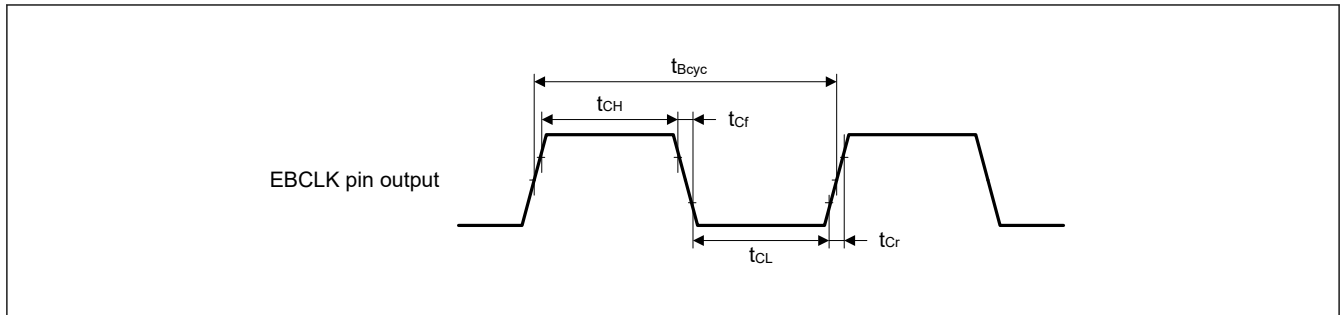 tBcyc
tCH
tCf
EBCLK pin output
tCL
tCr